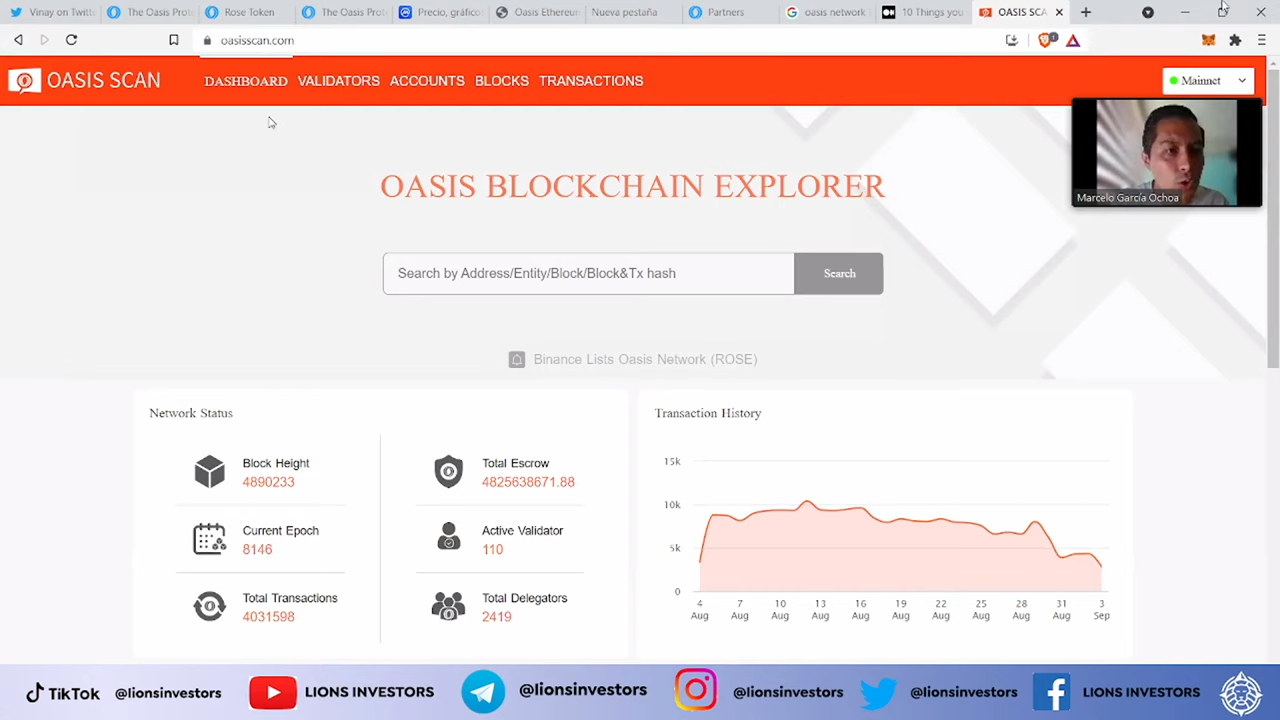 Vinay on Twitte
The Oasis Prote
Rose Token
The Oasis Prote
Precio, gráfico
Oasis Ethereum
Nueva pestaña
Partners
oasis network
10 Things you
OASIS SCA
oasisscan.com
OASIS SCAN
DASHBOARD VALIDATORS ACCOUNTS BLOCKS TRANSACTIONS
Mainnet
Marcelo García Ochoa
OASIS BLOCKCHAIN EXPLORER
Search by Address/Entity/Block/Block&Tx hash
Search
Binance Lists Oasis Network (ROSE)
Network Status
Block Height
4890233
Total Escrow
4825638671.88
Current Epoch
8146
Active Validator
110
Total Transactions
4031598
Total Delegators
2419
Transaction History
15k
10k
5k
0
4 Aug
7 Aug
10 Aug
13 Aug
16 Aug
19 Aug
22 Aug
25 Aug
28 Aug
31 Aug
3 Sep
TikTok @lionsinvestors
LIONS INVESTORS
@lionsinvestors
@lionsinvestors
@lionsinvestors
LIONS INVESTORS